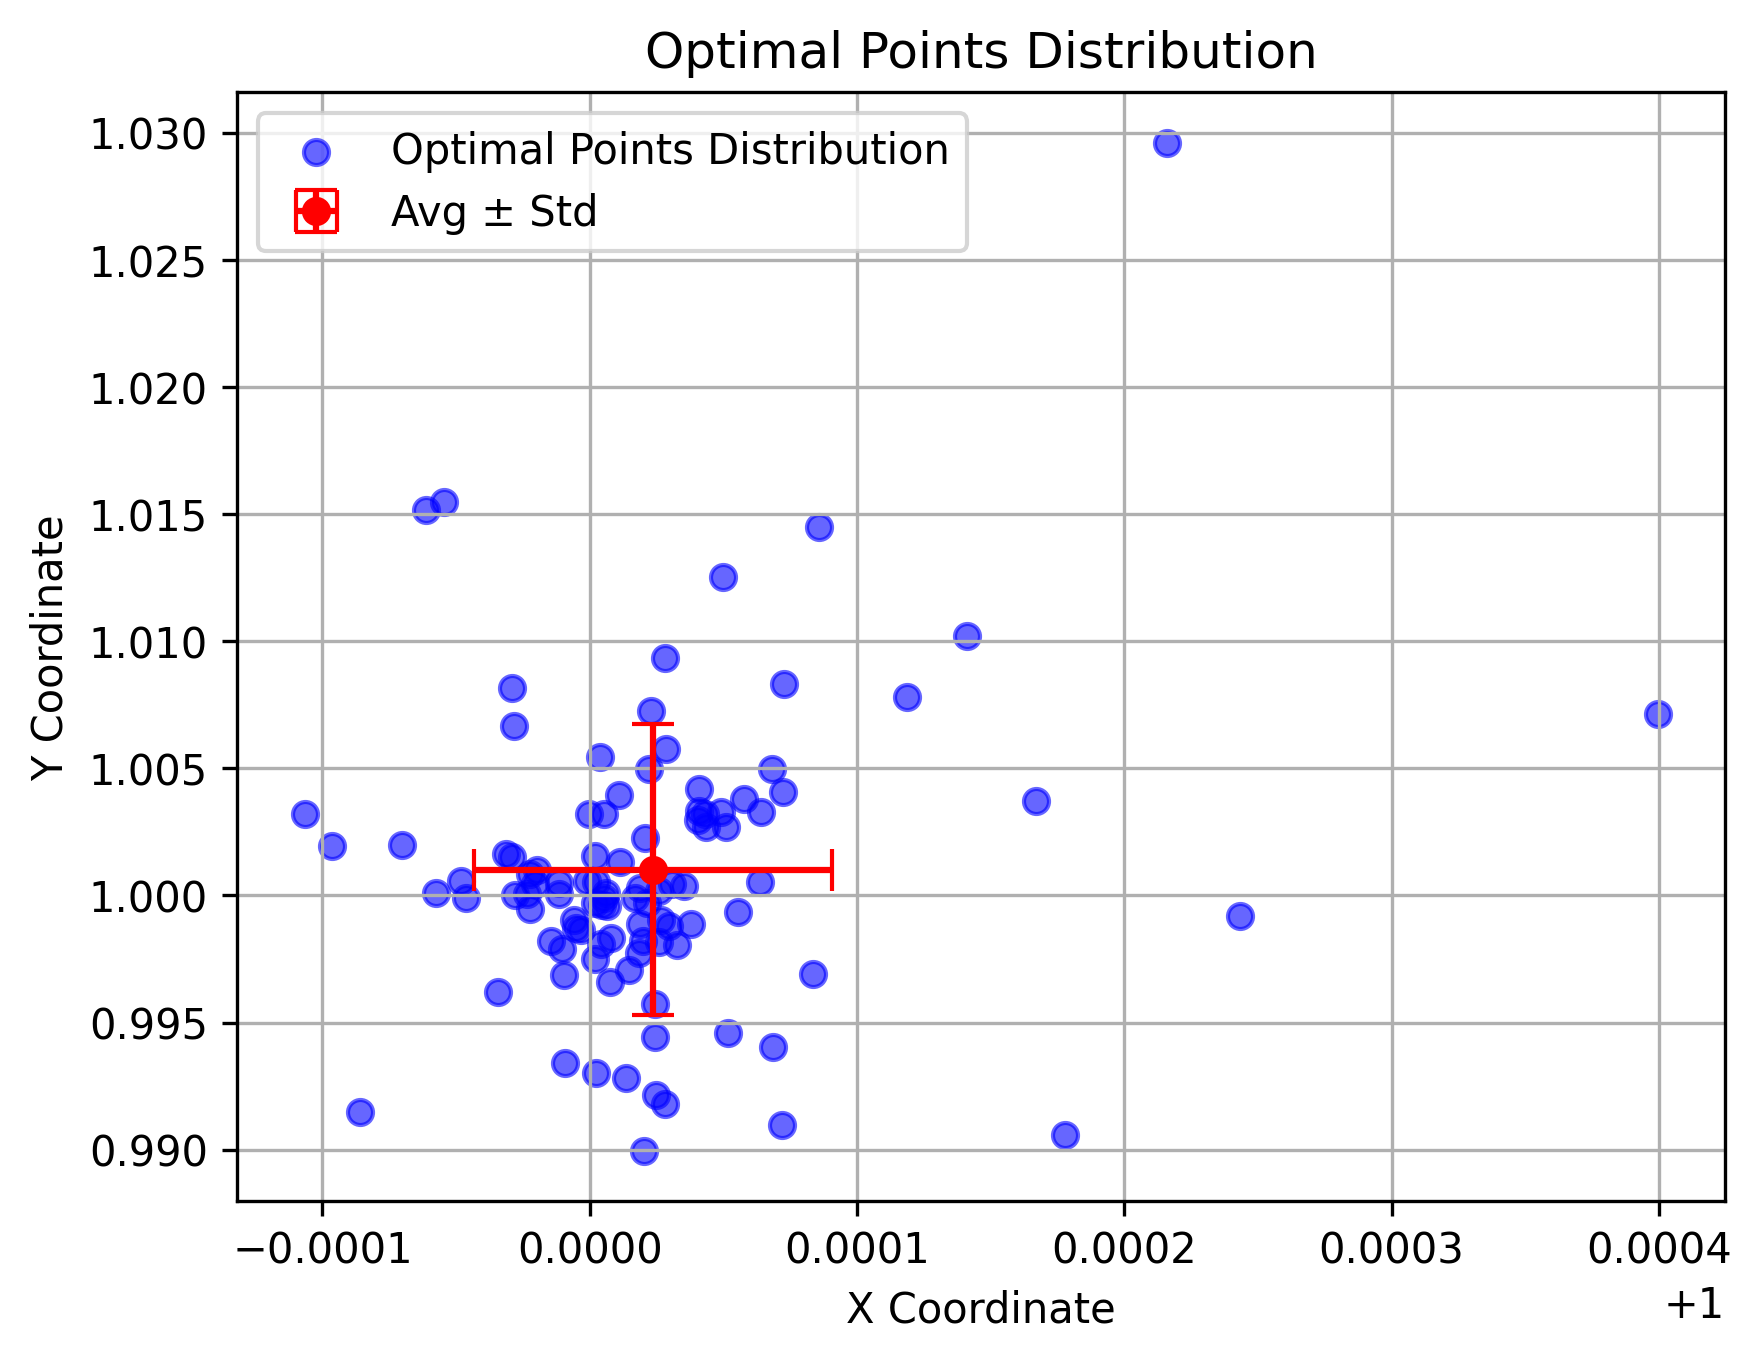 Optimal Points Distribution
Optimal Points Distribution
Avg ± Std
Y Coordinate
1.030
1.025
1.020
1.015
1.010
1.005
1.000
0.995
0.990
−0.0001 0.0000 0.0001 0.0002 0.0003 0.0004
+1
X Coordinate